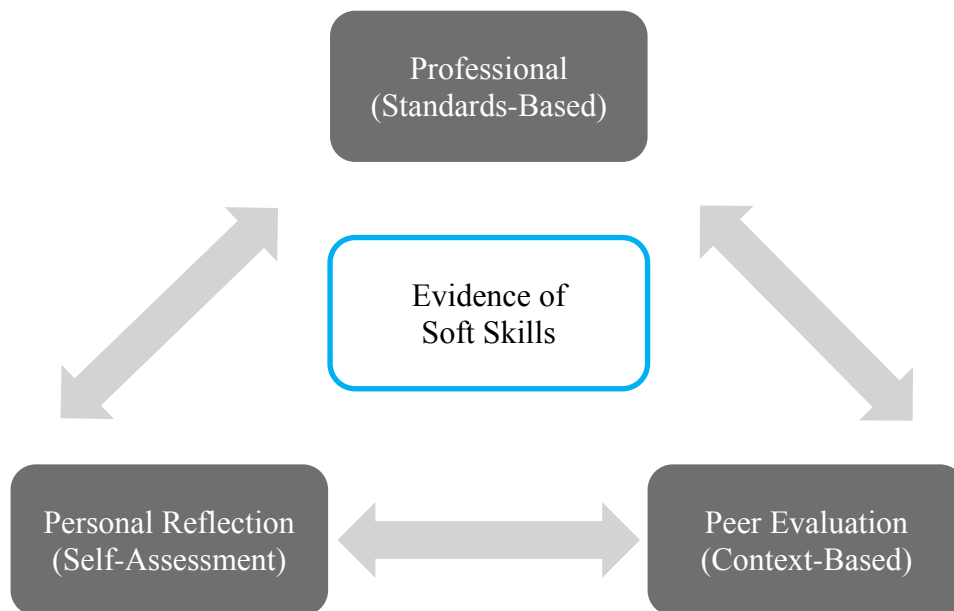 Professional
(Standards-Based)
Evidence of
Soft Skills
Personal Reflection
(Self-Assessment)
Peer Evaluation
(Context-Based)